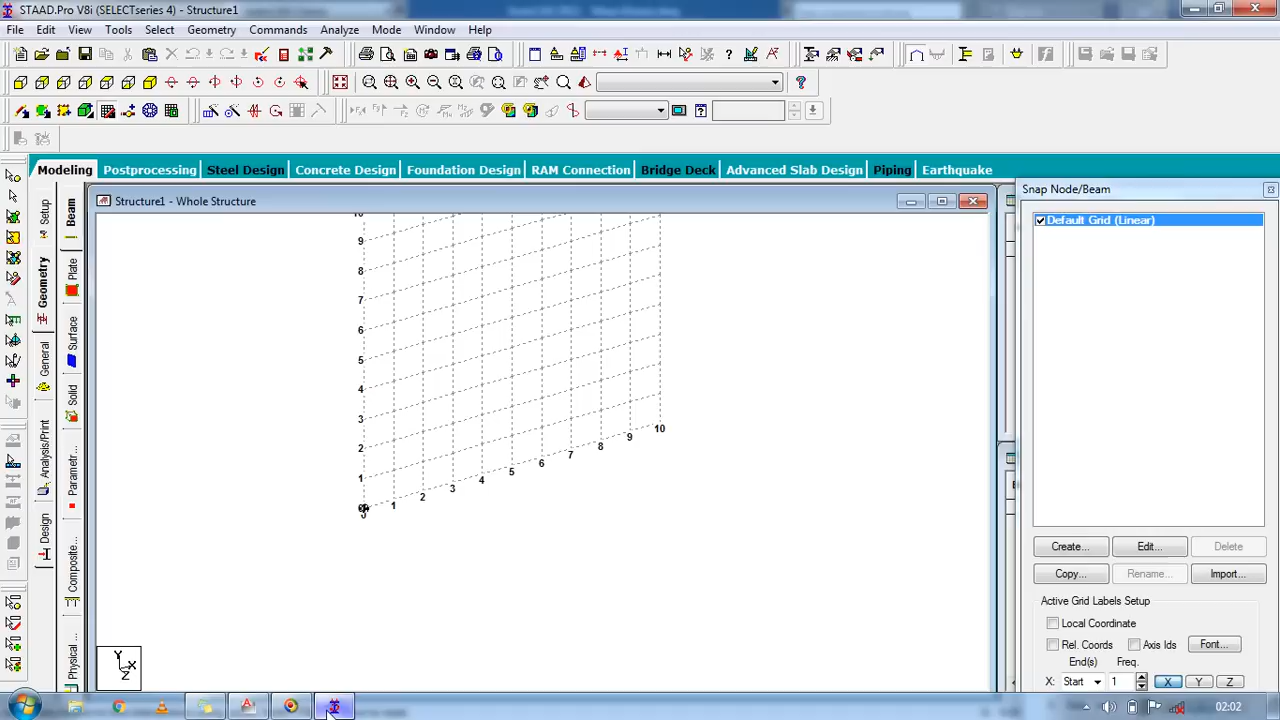 STAAD.Pro V8i (SELECTseries 4) - Structure1
File Edit View Tools Select Geometry Commands Analyze Mode Window Help
Modeling Postprocessing Steel Design Concrete Design Foundation Design RAM Connection Bridge Deck Advanced Slab Design Piping Earthquake
Structure1 - Whole Structure
Snap Node/Beam
Default Grid (Linear)
Setup
Geometry
General
Analysis/Print
Design
Beam
Plate
Surface
Solid
Parametr...
Composite...
Physical ...
9
8
7
6
5
4
3
2
1
1 2 3 4 5 6 7 8 9 10
Y
X
Z
Create... Edit... Delete
Copy... Rename... Import...
Active Grid Labels Setup
Local Coordinate
Rel. Coords Axis Ids Font...
End(s) Freq.
X: Start 1 X Y Z
02:02